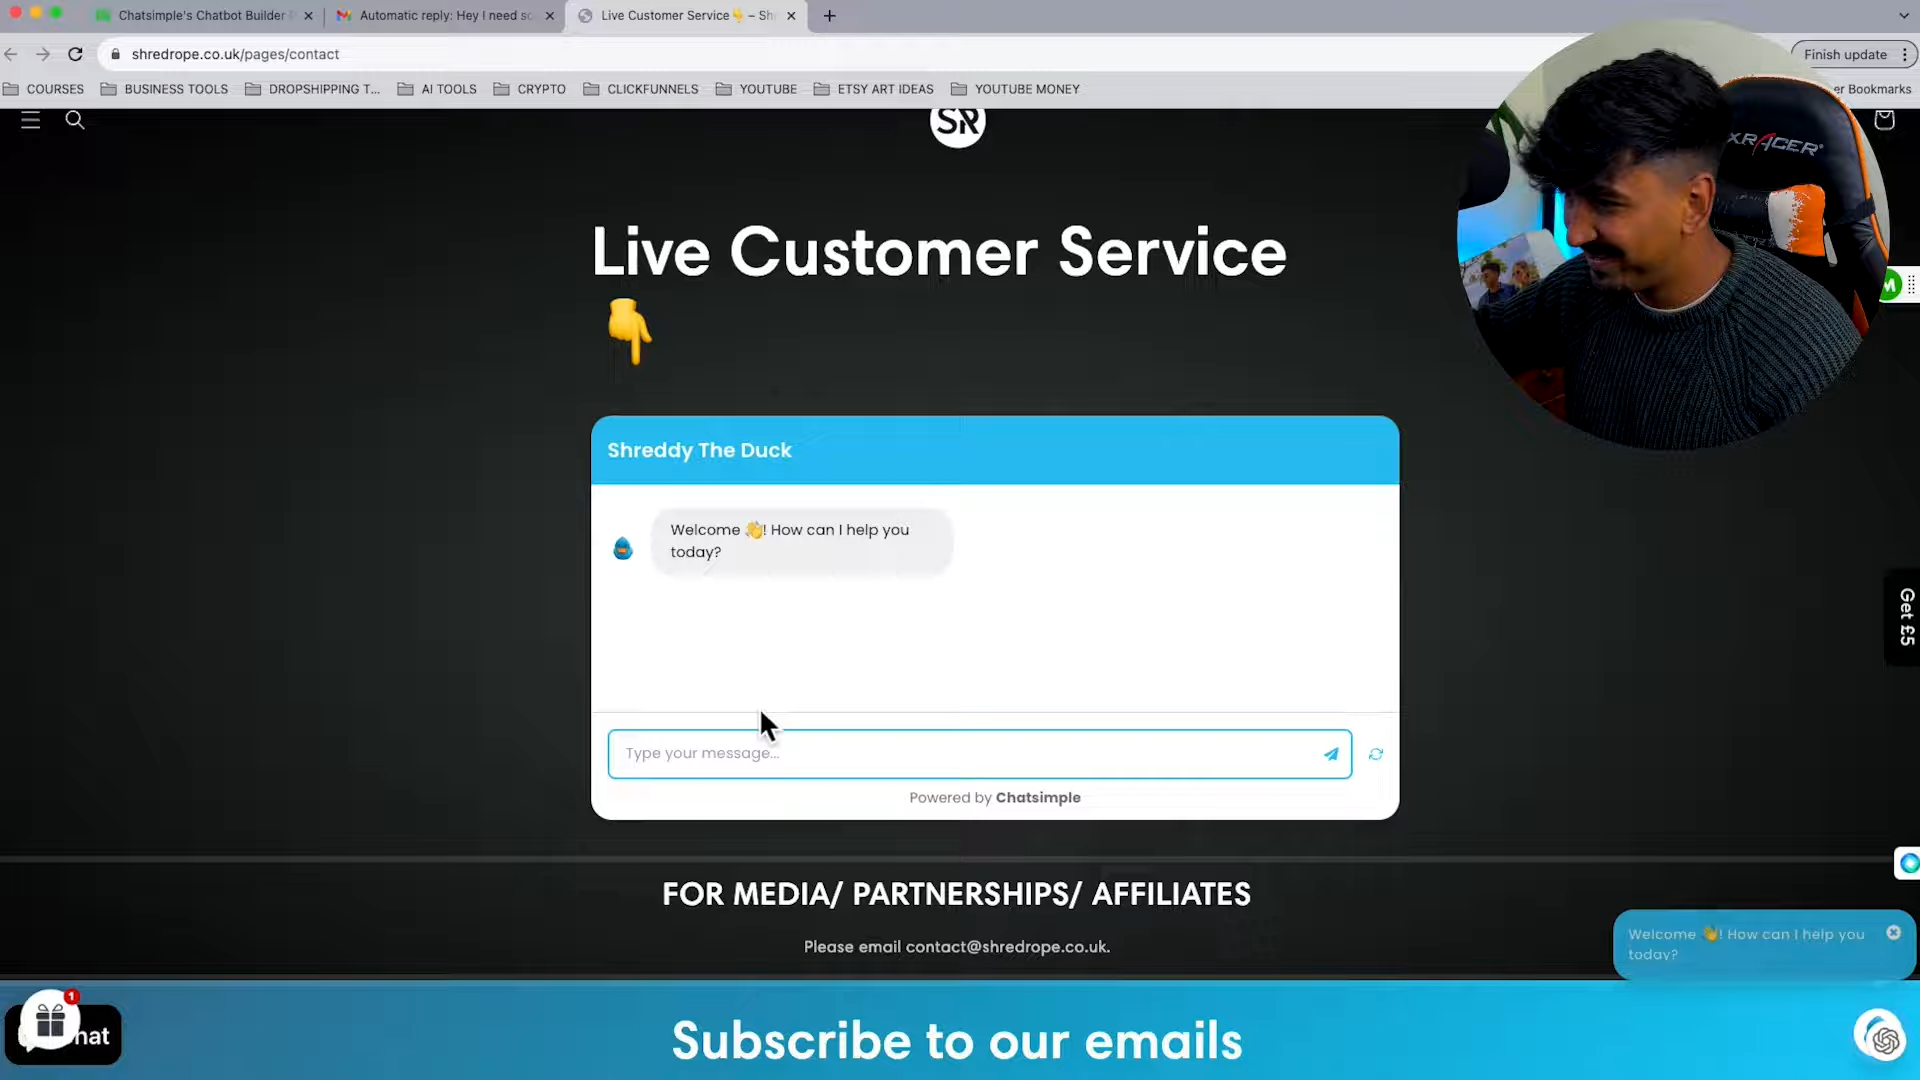 Chatsimple's Chatbot Builder
Automatic reply: Hey I need so
Live Customer Service👇 – Shr
shredrope.co.uk/pages/contact
Finish update
COURSES
BUSINESS TOOLS
DROPSHIPPING T...
AI TOOLS
CRYPTO
CLICKFUNNELS
YOUTUBE
ETSY ART IDEAS
YOUTUBE MONEY
er Bookmarks
SR
XRACER
Live Customer Service
👇
M
Shreddy The Duck
Welcome 👋! How can I help you
today?
Get £5
Type your message...
Powered by Chatsimple
FOR MEDIA/ PARTNERSHIPS/ AFFILIATES
Please email contact@shredrope.co.uk.
Welcome 👋! How can I help you
today?
1
hat
Subscribe to our emails